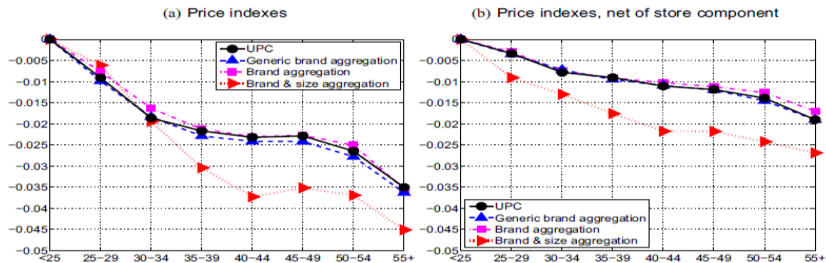 (a) Price indexes
0
−0.005
−0.01
−0.015
−0.02
−0.025
−0.03
−0.035
−0.04
−0.045
−0.05
UPC
Generic brand aggregation
Brand aggregation
Brand & size aggregation
<25 25−29 30−34 35−39 40−44 45−49 50−54 55+
(b) Price indexes, net of store component
0
−0.005
−0.01
−0.015
−0.02
−0.025
−0.03
−0.035
−0.04
−0.045
−0.05
UPC
Generic brand aggregation
Brand aggregation
Brand & size aggregation
<25 25−29 30−34 35−39 40−44 45−49 50−54 55+